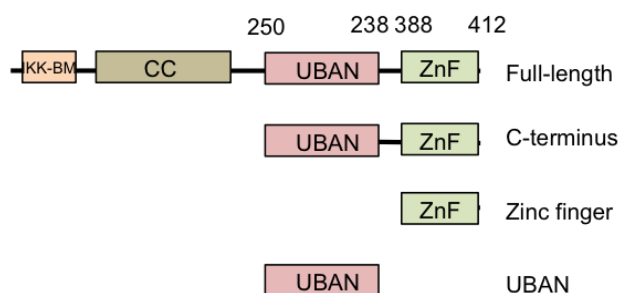 250 238 388 412
IKK-BM CC UBAN ZnF Full-length
UBAN ZnF C-terminus
ZnF Zinc finger
UBAN UBAN